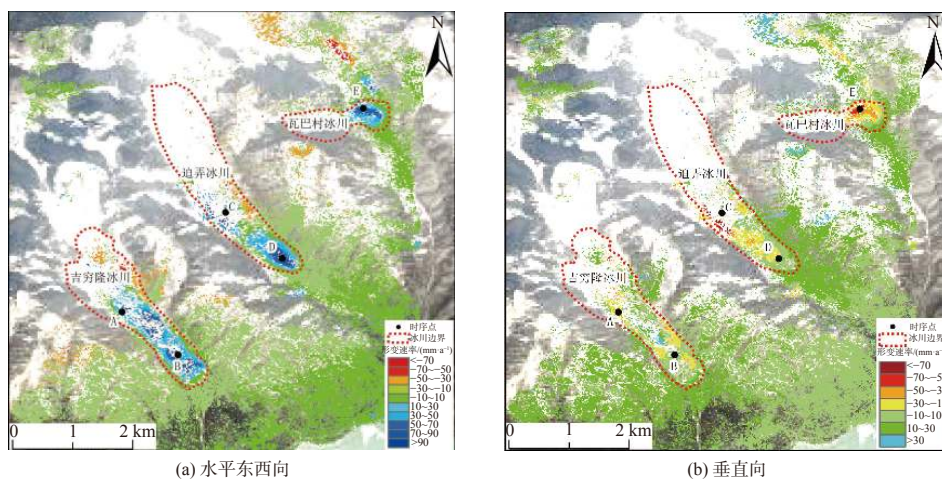 N
E
瓦巴村冰川
迫弄冰川
C
D
吉穷隆冰川
A
B
时序点
冰川边界
形变速率/(mm·a⁻¹)
<−70
−70~−50
−50~−30
−30~−10
−10~10
10~30
30~50
50~70
70~90
>90
0 1 2 km
(a) 水平东西向
N
E
瓦巴村冰川
迫弄冰川
C
D
吉穷隆冰川
A
B
时序点
冰川边界
形变速率/(mm·a⁻¹)
<−70
−70~−5
−50~−3
−30~−1
−10~10
10~30
>30
0 1 2 km
(b) 垂直向